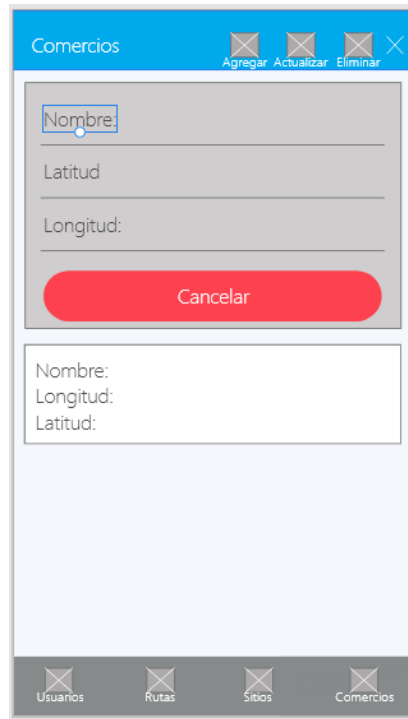 Comercios
Agregar Actualizar Eliminar
Nombre:
Latitud
Longitud:
Cancelar
Nombre:
Longitud:
Latitud:
Usuarios Rutas Sitios Comercios